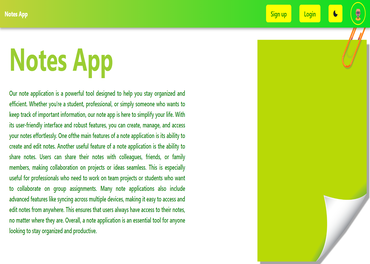 Notes App
Sign up
Login
Notes App
Our note application is a powerful tool designed to help you stay organized and
efficient. Whether you're a student, professional, or simply someone who wants to
keep track of important information, our note app is here to simplify your life. With
its user-friendly interface and robust features, you can create, manage, and access
your notes effortlessly. One ofthe main features of a note application is its ability to
create and edit notes. Another useful feature of a note application is the ability to
share notes. Users can share their notes with colleagues, friends, or family
members, making collaboration on projects or ideas seamless. This is especially
useful for professionals who need to work on team projects or students who want
to collaborate on group assignments. Many note applications also include
advanced features like syncing across multiple devices, making it easy to access and
edit notes from anywhere. This ensures that users always have access to their notes,
no matter where they are. Overall, a note application is an essential tool for anyone
looking to stay organized and productive.